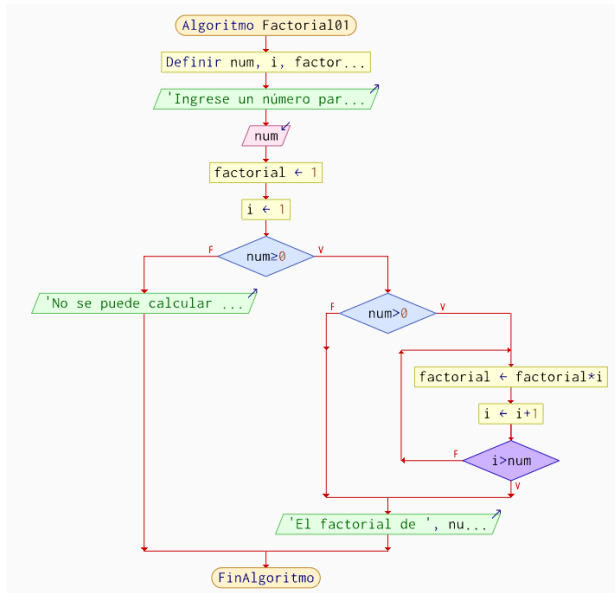 Algoritmo Factorial01
Definir num, i, factor...
'Ingrese un número par...
num
factorial ← 1
i ← 1
F
num≥0
V
'No se puede calcular ...
F
num>0
V
factorial ← factorial*i
i ← i+1
F
i>num
V
'El factorial de ', nu...
FinAlgoritmo